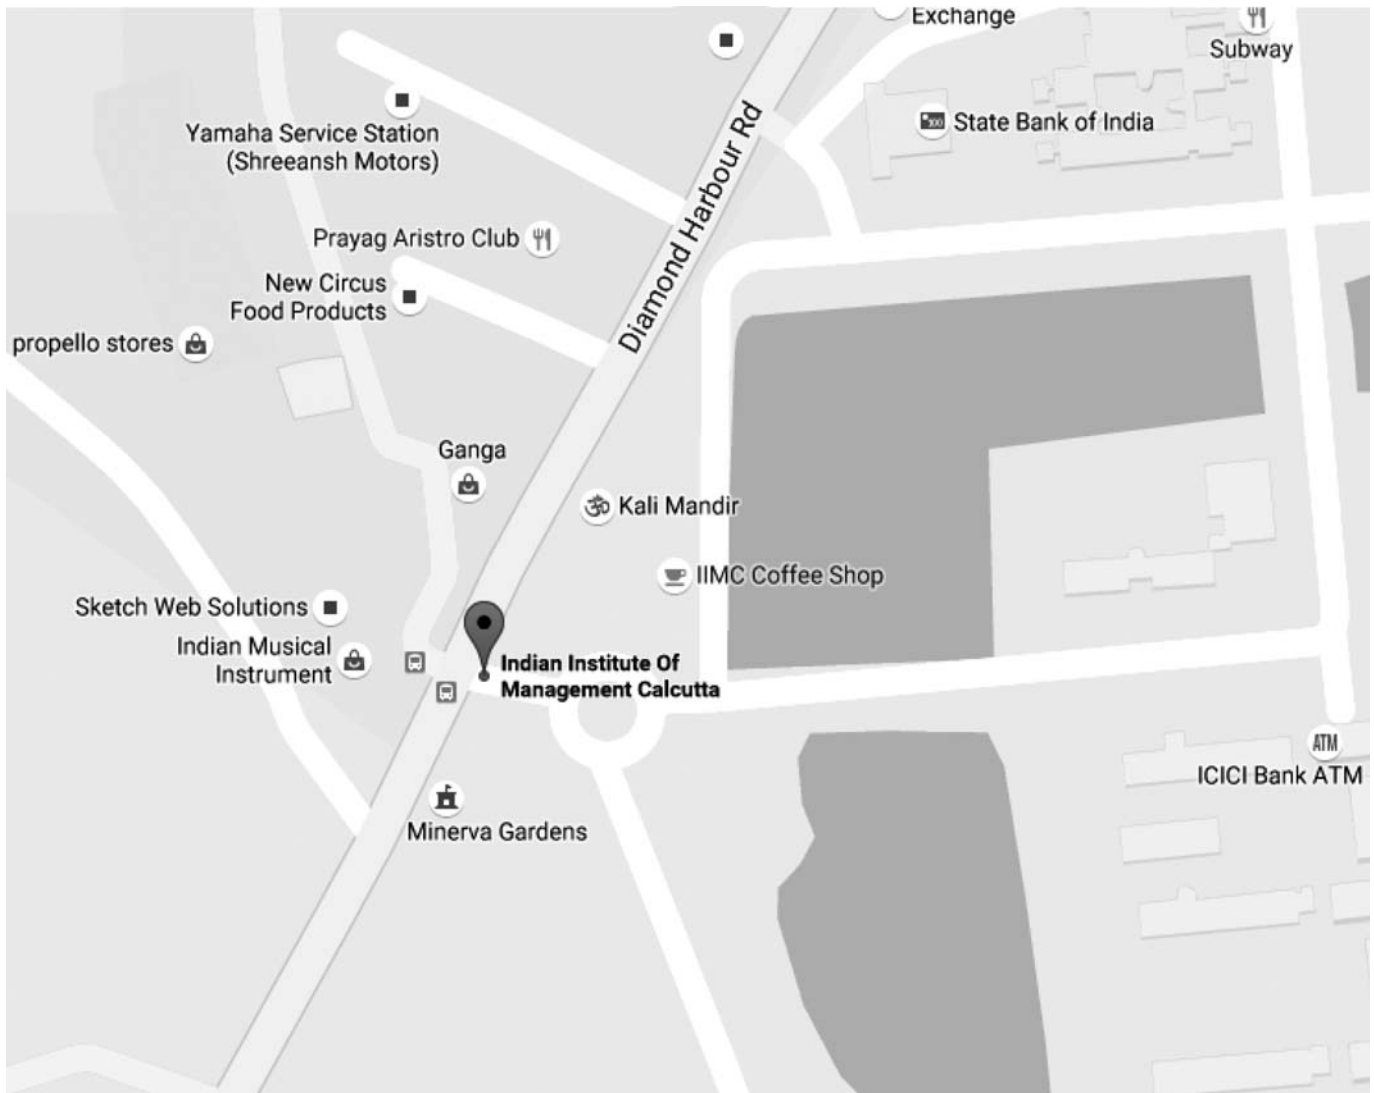 Exchange
Subway
State Bank of India
Yamaha Service Station
(Shreeansh Motors)
Diamond Harbour Rd
Prayag Aristro Club
New Circus
Food Products
propello stores
Ganga
Kali Mandir
IIMC Coffee Shop
Sketch Web Solutions
Indian Musical
Instrument
Indian Institute Of
Management Calcutta
ATM
ICICI Bank ATM
Minerva Gardens